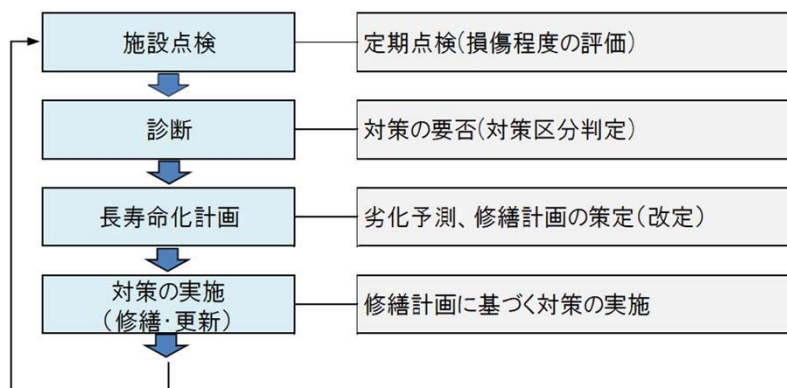 施設点検
定期点検(損傷程度の評価)
診断
対策の要否(対策区分判定)
長寿命化計画
劣化予測、修繕計画の策定(改定)
対策の実施
(修繕・更新)
修繕計画に基づく対策の実施